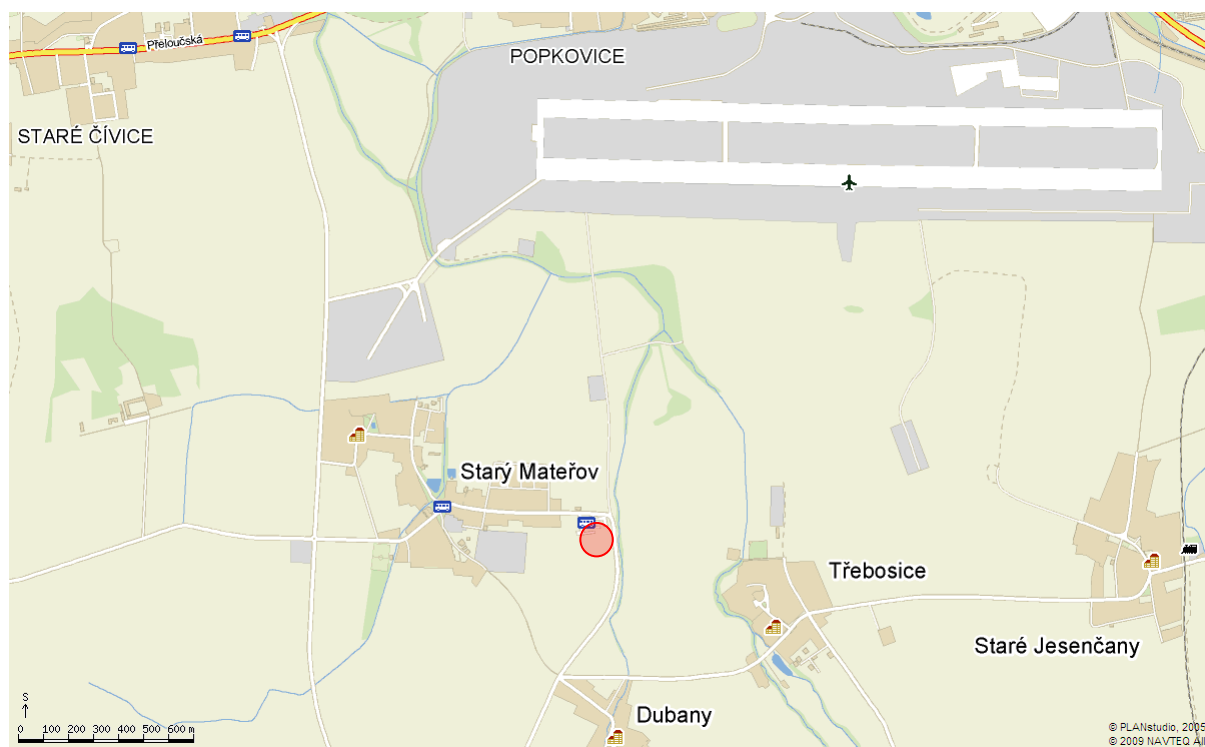 Přeloučská
POPKOVICE
STARÉ ČÍVICE
Starý Mateřov
Třebosice
Staré Jesenčany
Dubany
S
0 100 200 300 400 500 600 m
© PLANstudio, 2005
© 2009 NAVTEQ All